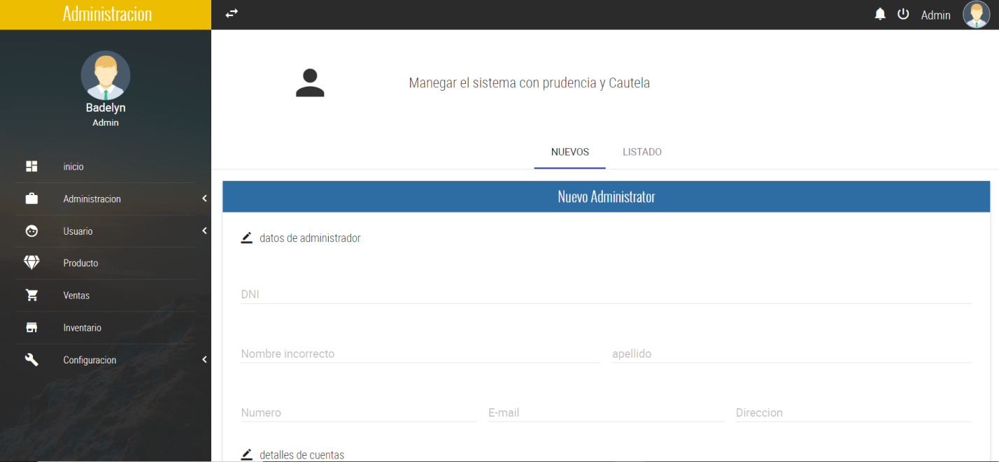 Administracion
Admin
Badelyn
Admin
inicio
Administracion
Usuario
Producto
Ventas
Inventario
Configuracion
Manegar el sistema con prudencia y Cautela
NUEVOS LISTADO
Nuevo Administrator
datos de administrador
DNI
Nombre incorrecto apellido
Numero E-mail Direccion
detalles de cuentas